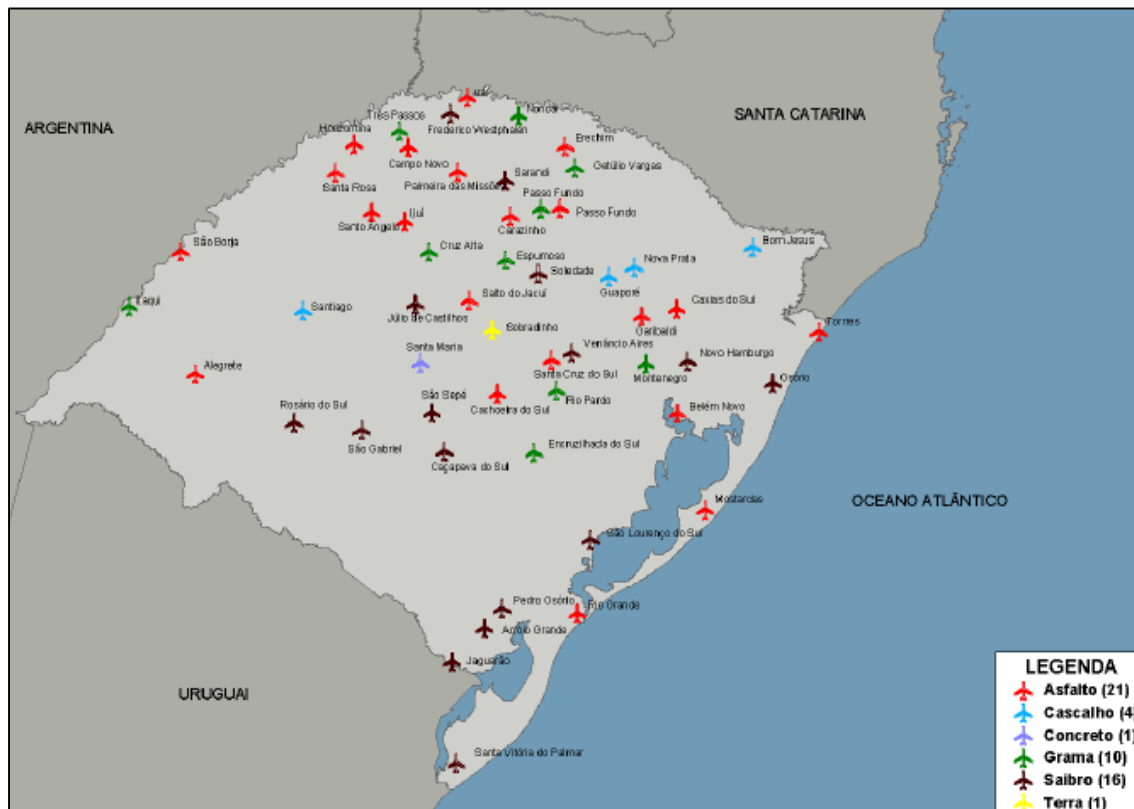 SANTA CATARINA
ARGENTINA
Iraí
Três Passos
Nonoai
Frederico Westphalen
Horizontina
Erechim
Campo Novo
Getúlio Vargas
Santa Rosa
Palmeira das Missões
Sarandi
Passo Fundo
Santo Angelo
Ijuí
Carazinho
Passo Fundo
São Borja
Cruz Alta
Espumoso
Bom Jesus
Soledade
Nova Prata
Guaporé
Itaqui
Santiago
Júlio de Castilhos
Salto do Jacuí
Caxias do Sul
Garibaldi
Sobradinho
Torres
Santa Maria
Venâncio Aires
Novo Hamburgo
Alegrete
Santa Cruz do Sul
Montenegro
Osório
São Sepé
Cachoeira do Sul
Rio Pardo
Belém Novo
Rosário do Sul
São Gabriel
Encruzilhada do Sul
Caçapava do Sul
Mostardas
OCEANO ATLÂNTICO
São Lourenço do Sul
Pedro Osório
Rio Grande
Arroio Grande
Jaguarão
URUGUAI
Santa Vitória do Palmar
LEGENDA
Asfalto (21)
Cascalho (4)
Concreto (1)
Grama (10)
Saibro (16)
Terra (1)